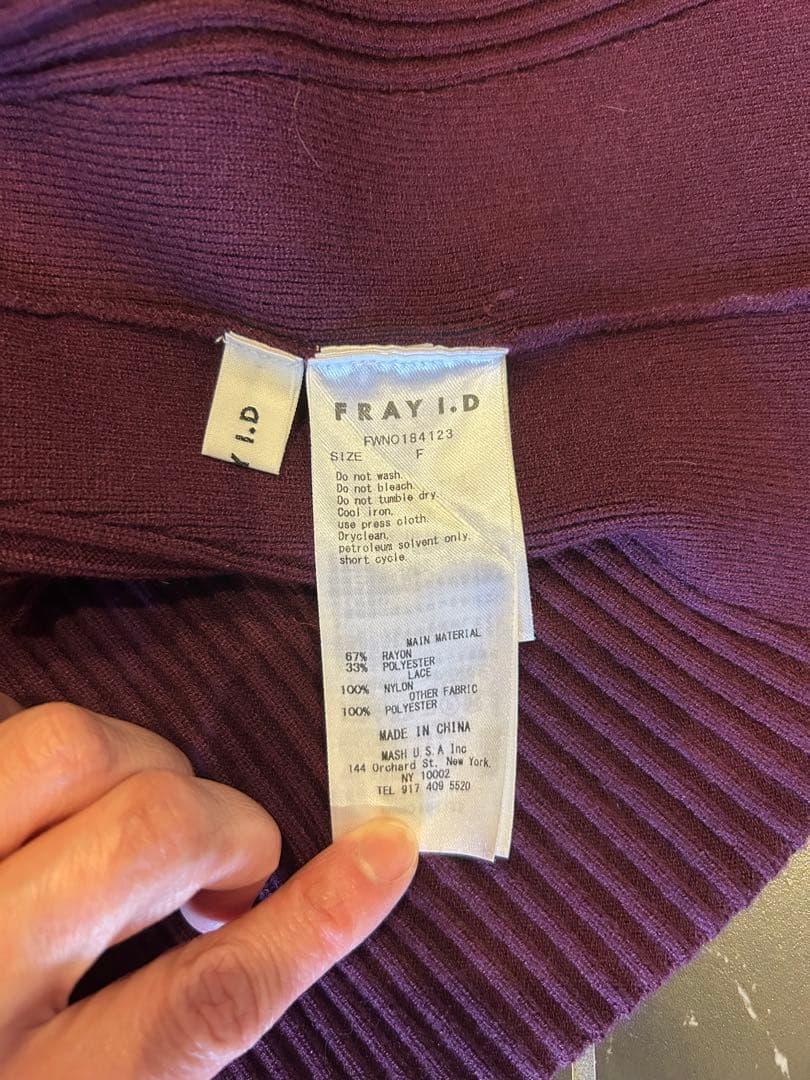 Y I.D
FRAY I.D
FWNO184123
SIZE F
Do not wash.
Do not bleach.
Do not tumble dry.
Cool iron,
use press cloth.
Dryclean,
petroleum solvent only,
short cycle.
MAIN MATERIAL
67% RAYON
33% POLYESTER
LACE
100% NYLON
OTHER FABRIC
100% POLYESTER
MADE IN CHINA
MASH U.S.A Inc
144 Orchard St. New York,
NY 10002
TEL 917 409 5520